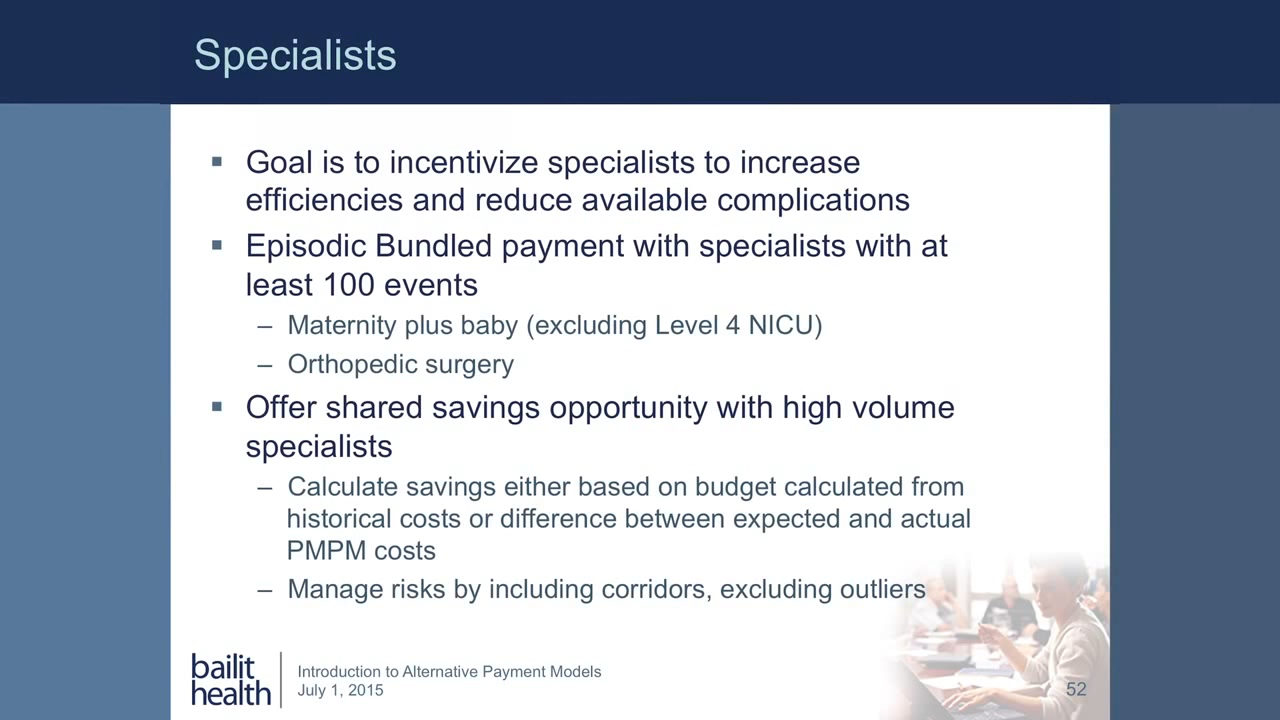 Specialists
▪ Goal is to incentivize specialists to increase
efficiencies and reduce available complications
▪ Episodic Bundled payment with specialists with at
least 100 events
– Maternity plus baby (excluding Level 4 NICU)
– Orthopedic surgery
▪ Offer shared savings opportunity with high volume
specialists
– Calculate savings either based on budget calculated from
historical costs or difference between expected and actual
PMPM costs
– Manage risks by including corridors, excluding outliers
bailit
health
Introduction to Alternative Payment Models
July 1, 2015
52